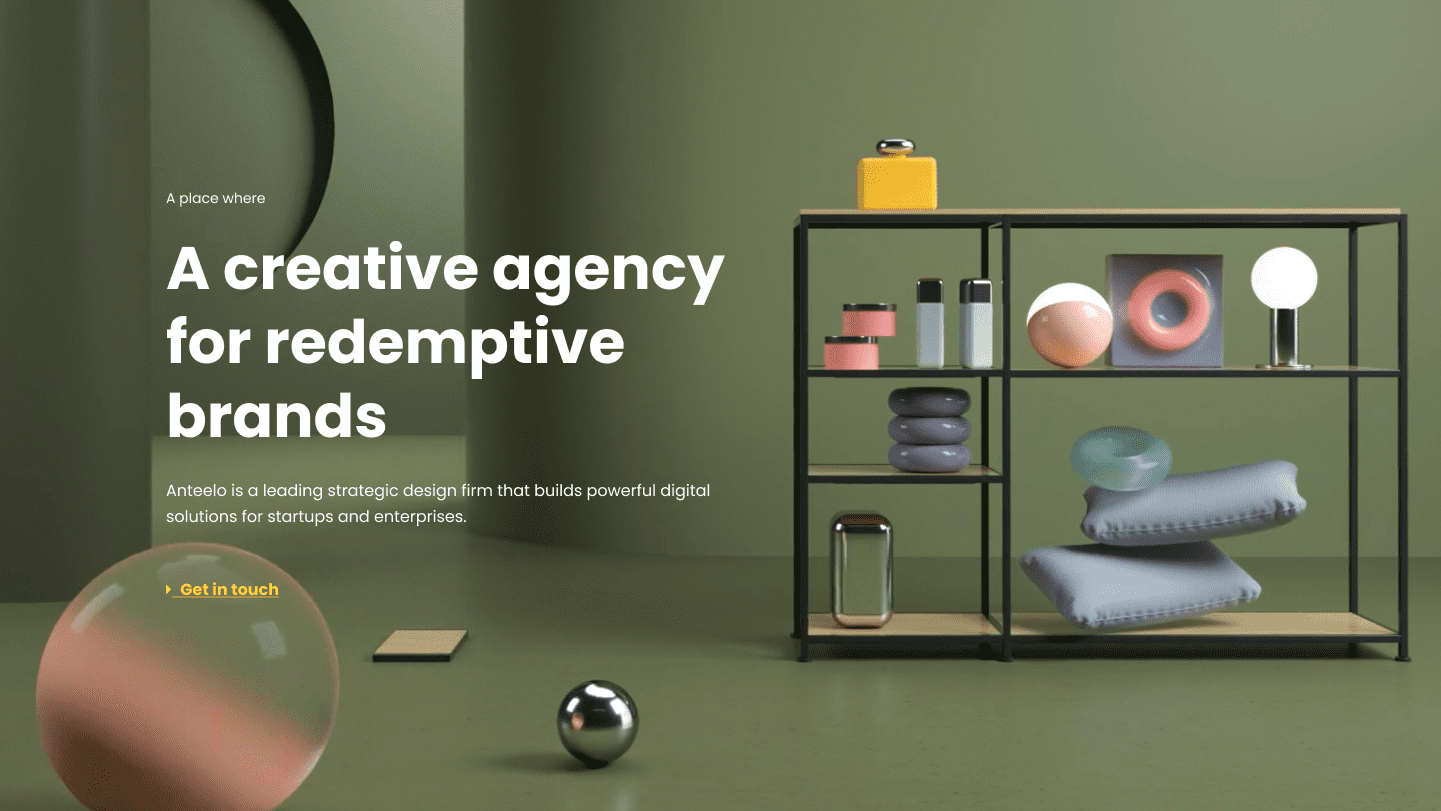 A place where
A creative agency
for redemptive
brands
Anteelo is a leading strategic design firm that builds powerful digital
solutions for startups and enterprises.
Get in touch